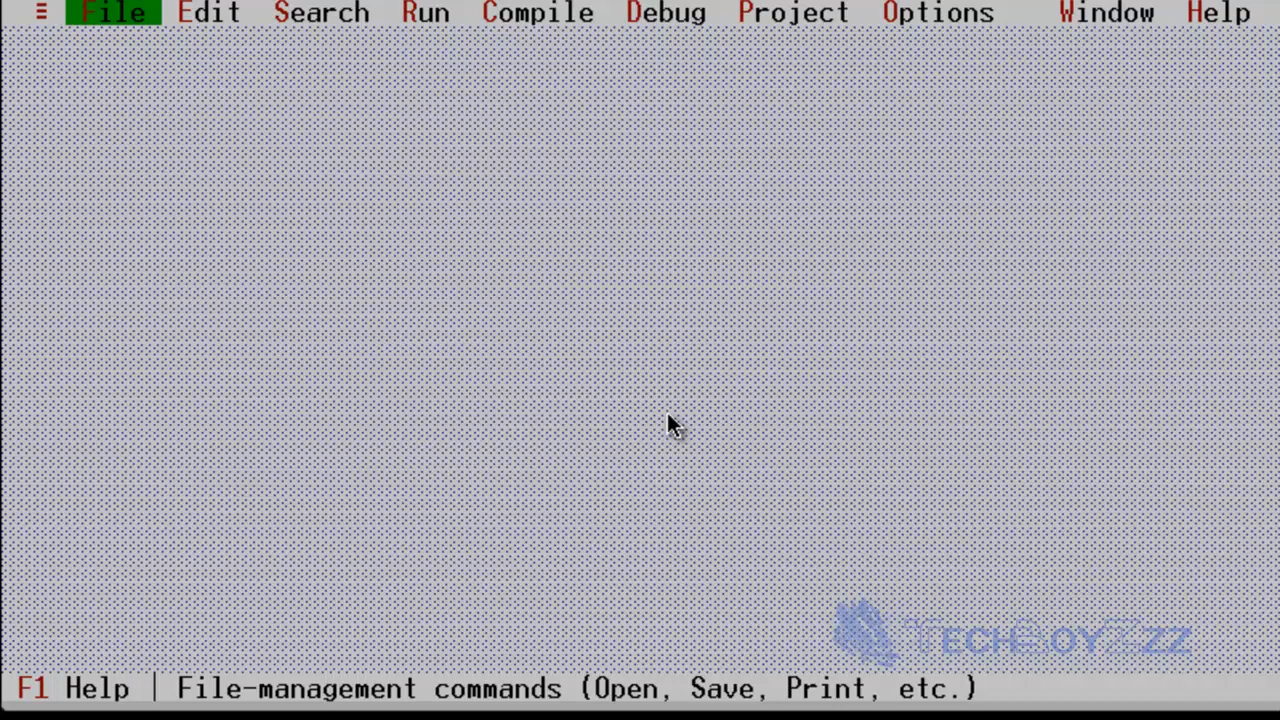 ≡ File Edit Search Run Compile Debug Project Options Window Help
TECHBOYZZZ
F1 Help | File-management commands (Open, Save, Print, etc.)